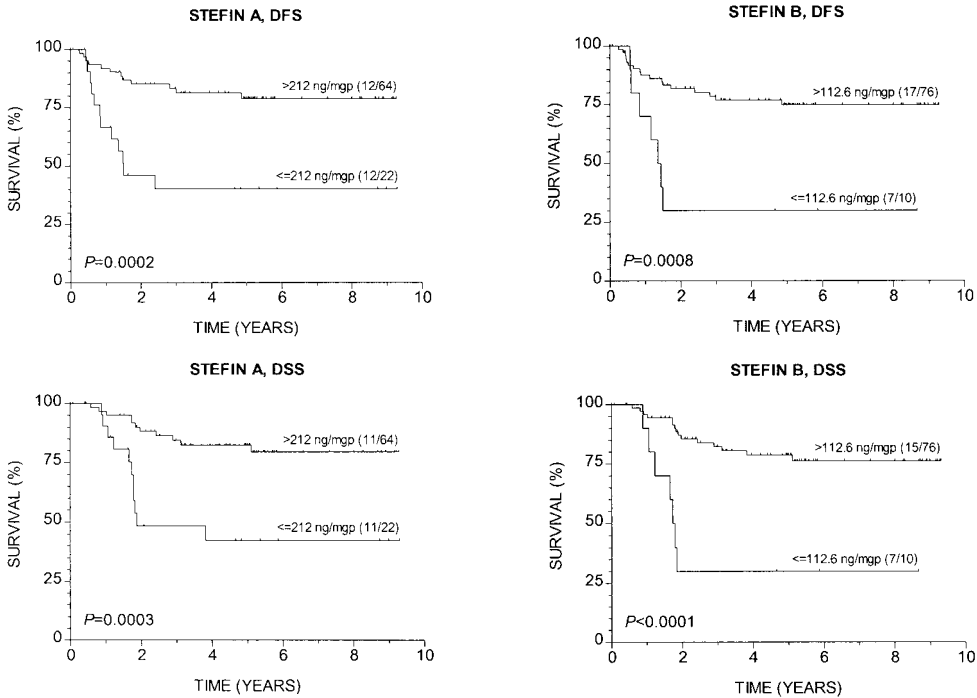 STEFIN A, DFS
100
75
50
25
0
SURVIVAL (%)
>212 ng/mgp (12/64)
<=212 ng/mgp (12/22)
P=0.0002
0 2 4 6 8 10
TIME (YEARS)
STEFIN B, DFS
100
75
50
25
0
SURVIVAL (%)
>112.6 ng/mgp (17/76)
<=112.6 ng/mgp (7/10)
P=0.0008
0 2 4 6 8 10
TIME (YEARS)
STEFIN A, DSS
100
75
50
25
0
SURVIVAL (%)
>212 ng/mgp (11/64)
<=212 ng/mgp (11/22)
P=0.0003
0 2 4 6 8 10
TIME (YEARS)
STEFIN B, DSS
100
75
50
25
0
SURVIVAL (%)
>112.6 ng/mgp (15/76)
<=112.6 ng/mgp (7/10)
P<0.0001
0 2 4 6 8 10
TIME (YEARS)